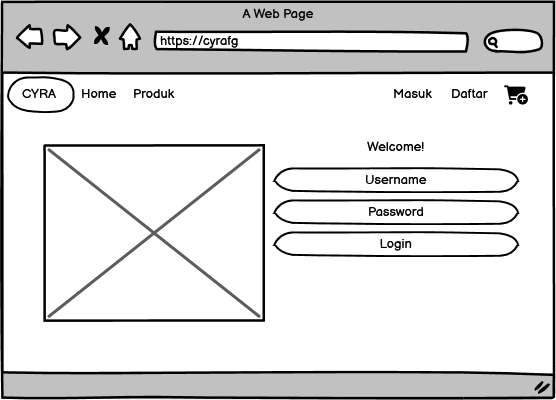 A Web Page
https://cyrafg
CYRA Home Produk Masuk Daftar
Welcome!
Username
Password
Login